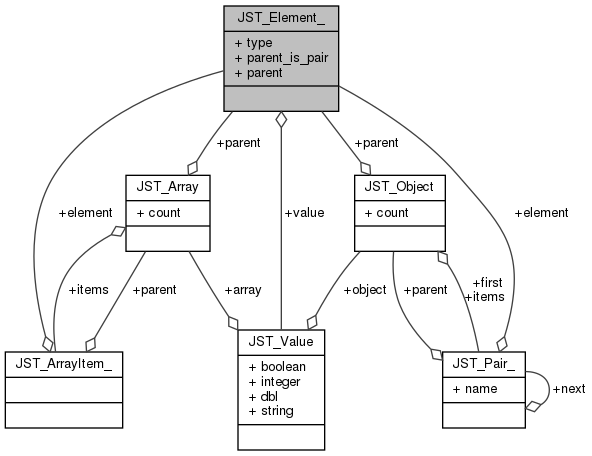 JST_Element_
+ type
+ parent_is_pair
+ parent
+parent
+parent
JST_Array
+ count
JST_Object
+ count
+element
+value
+element
+items
+parent
+array
+object
+parent
+first
+items
JST_ArrayItem_
JST_Value
+ boolean
+ integer
+ dbl
+ string
JST_Pair_
+ name
+next